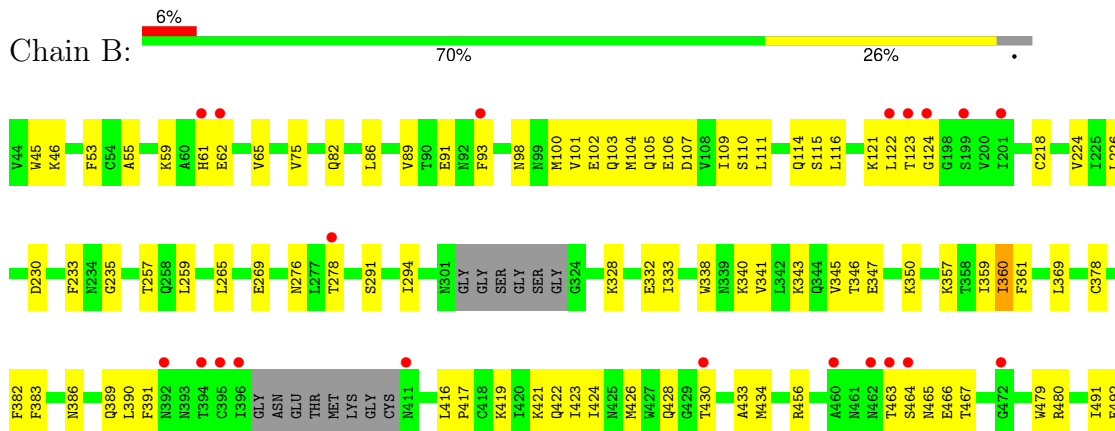 6%
Chain B:
70% 26% •
V44 W45 K46 F53 C54 A55 K59 A60 H61 E62 V65 V75 Q82 L86 V89 T90 E91 N92 F93 N98 N99 M100 V101 E102 Q103 M104 Q105 E106 D107 V108 I109 S110 L111 Q114 S115 L116 K121 L122 T123 G124 G198 S199 V200 I201 C218 V224 I225 L226
D230 F233 N234 G235 T257 Q258 L259 L265 E269 N276 L277 T278 S291 I294 N301 GLY GLY SER GLY SER GLY G324 K328 E332 I333 W338 N339 K340 V341 L342 K343 Q344 V345 T346 E347 K350 K357 T358 I359 I360 F361 L369 C378
F382 F383 N386 Q389 L390 F391 N392 N393 T394 C395 I396 GLY ASN GLU THR MET LYS GLY CYS N411 L416 P417 C418 K419 I420 K421 Q422 I423 I424 N425 M426 W427 Q428 G429 T430 A433 M434 R456 A460 N461 N462 T463 S464 N465 E466 T467 G472 W479 R480 I491